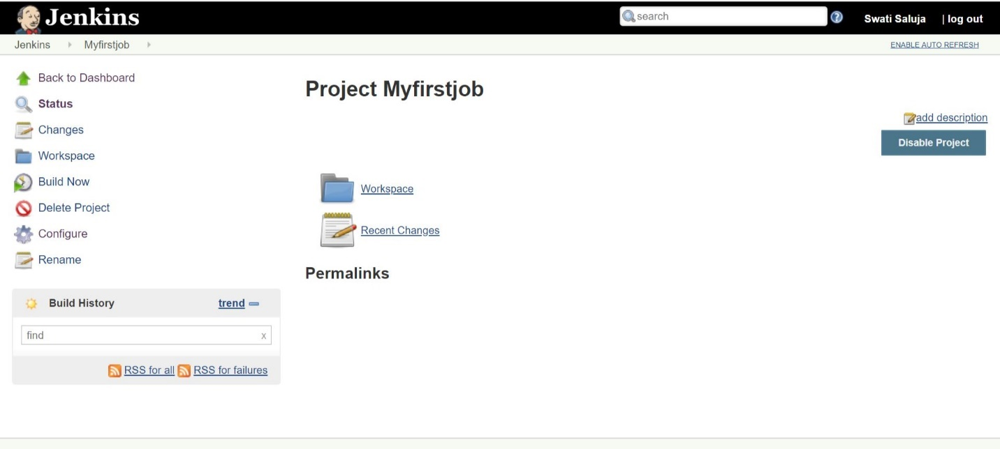 Jenkins
search
?
Swati Saluja | log out
Jenkins Myfirstjob
ENABLE AUTO REFRESH
Back to Dashboard
Status
Changes
Workspace
Build Now
Delete Project
Configure
Rename
Build History trend
find x
RSS for all RSS for failures
Project Myfirstjob
add description
Disable Project
Workspace
Recent Changes
Permalinks